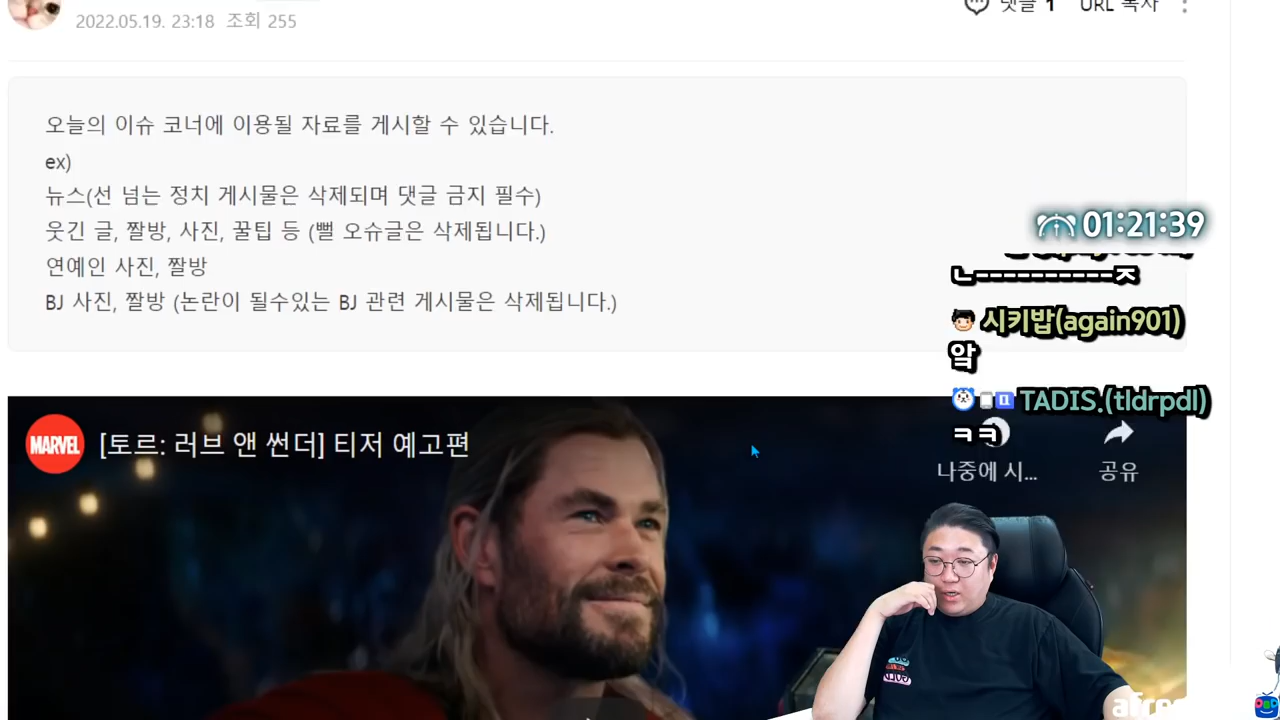 댓글 1 URL 복사
2022.05.19. 23:18 조회 255
오늘의 이슈 코너에 이용될 자료를 게시할 수 있습니다.
ex)
뉴스(선 넘는 정치 게시물은 삭제되며 댓글 금지 필수)
웃긴 글, 짤방, 사진, 꿀팁 등 (뻘 오슈글은 삭제됩니다.)
연예인 사진, 짤방
BJ 사진, 짤방 (논란이 될수있는 BJ 관련 게시물은 삭제됩니다.)
01:21:39
ㄴ-----------ㅈ
시키밥(again901)
앜
TADIS.(tldrpdl)
ㅋㅋ
MARVEL
[토르: 러브 앤 썬더] 티저 예고편
나중에 시...
공유